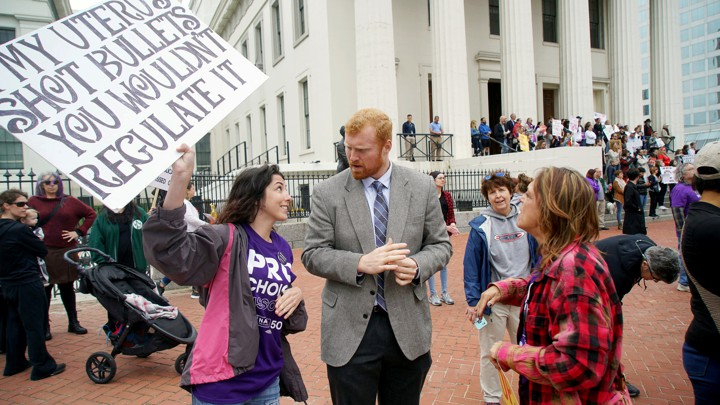 MY UTERUS
SHOT BULLETS
YOU WOULDN'T
REGULATE IT
PRO
CHOICE